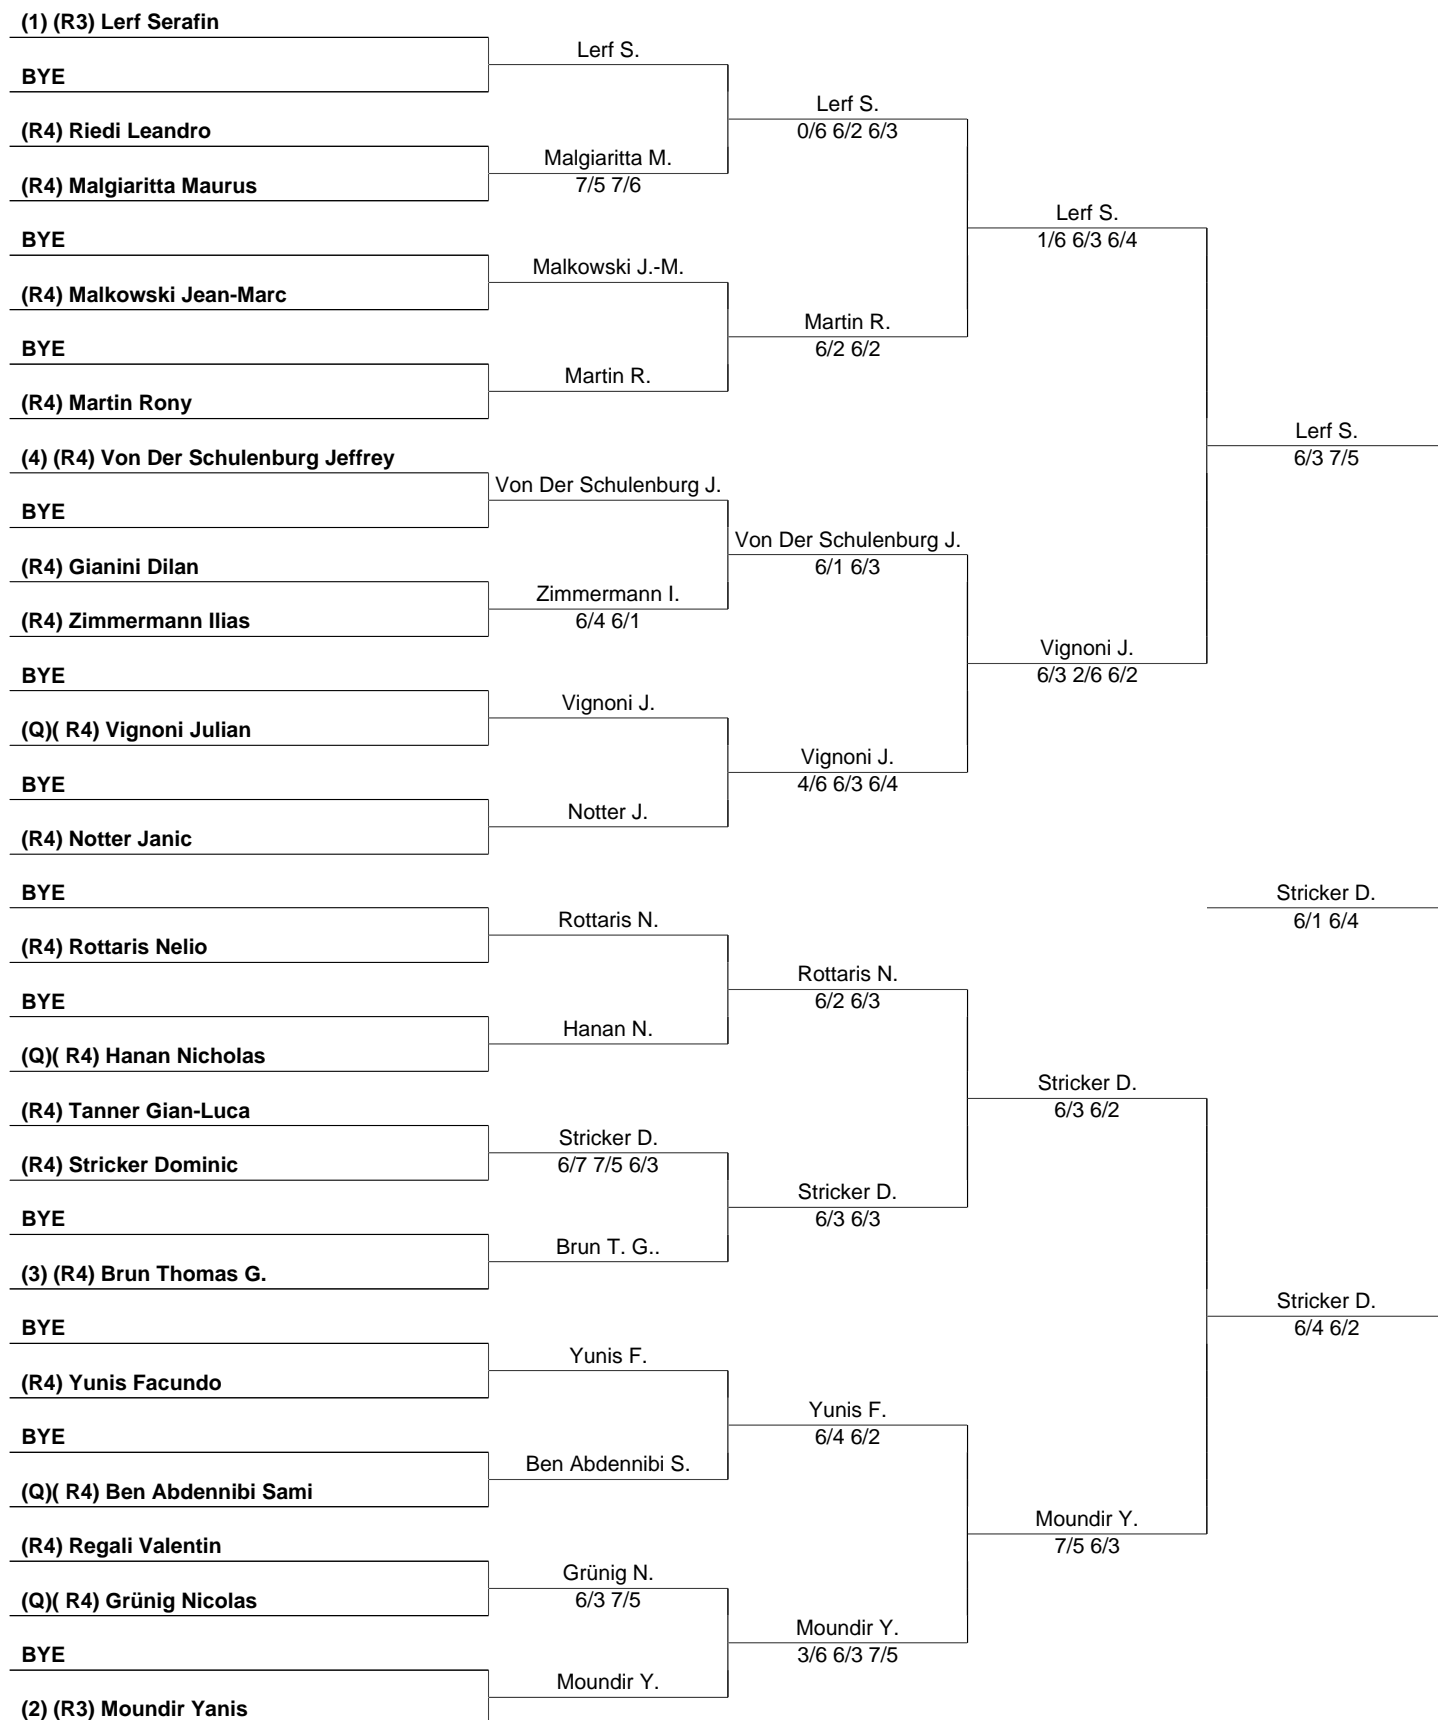 (1) (R3) Lerf Serafin
Lerf S.
BYE
Lerf S.
0/6 6/2 6/3
(R4) Riedi Leandro
Malgiaritta M.
7/5 7/6
(R4) Malgiaritta Maurus
Lerf S.
1/6 6/3 6/4
BYE
Malkowski J.-M.
(R4) Malkowski Jean-Marc
Martin R.
6/2 6/2
BYE
Martin R.
(R4) Martin Rony
Lerf S.
6/3 7/5
(4) (R4) Von Der Schulenburg Jeffrey
Von Der Schulenburg J.
BYE
Von Der Schulenburg J.
6/1 6/3
(R4) Gianini Dilan
Zimmermann I.
6/4 6/1
(R4) Zimmermann Ilias
Vignoni J.
6/3 2/6 6/2
BYE
Vignoni J.
(Q)( R4) Vignoni Julian
Vignoni J.
4/6 6/3 6/4
BYE
Notter J.
(R4) Notter Janic
BYE
Stricker D.
6/1 6/4
Rottaris N.
(R4) Rottaris Nelio
Rottaris N.
6/2 6/3
BYE
Hanan N.
(Q)( R4) Hanan Nicholas
Stricker D.
6/3 6/2
(R4) Tanner Gian-Luca
Stricker D.
6/7 7/5 6/3
(R4) Stricker Dominic
Stricker D.
6/3 6/3
BYE
Brun T. G..
(3) (R4) Brun Thomas G.
Stricker D.
6/4 6/2
BYE
Yunis F.
(R4) Yunis Facundo
Yunis F.
6/4 6/2
BYE
Ben Abdennibi S.
(Q)( R4) Ben Abdennibi Sami
Moundir Y.
7/5 6/3
(R4) Regali Valentin
Grünig N.
6/3 7/5
(Q)( R4) Grünig Nicolas
Moundir Y.
3/6 6/3 7/5
BYE
Moundir Y.
(2) (R3) Moundir Yanis